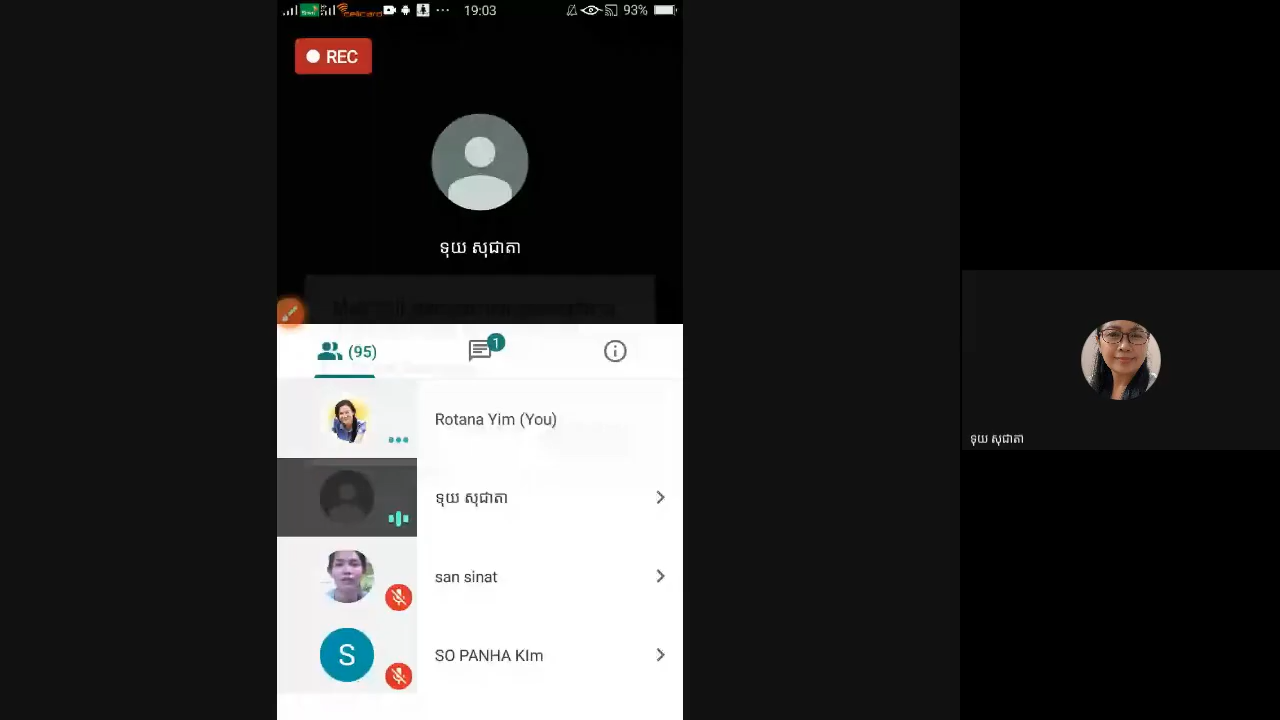 cellcard
19:03
93%
REC
ទុយ សុជាតា
(95)
1
Rotana Yim (You)
ទុយ សុជាតា
san sinat
S
SO PANHA KIm
ទុយ សុជាតា